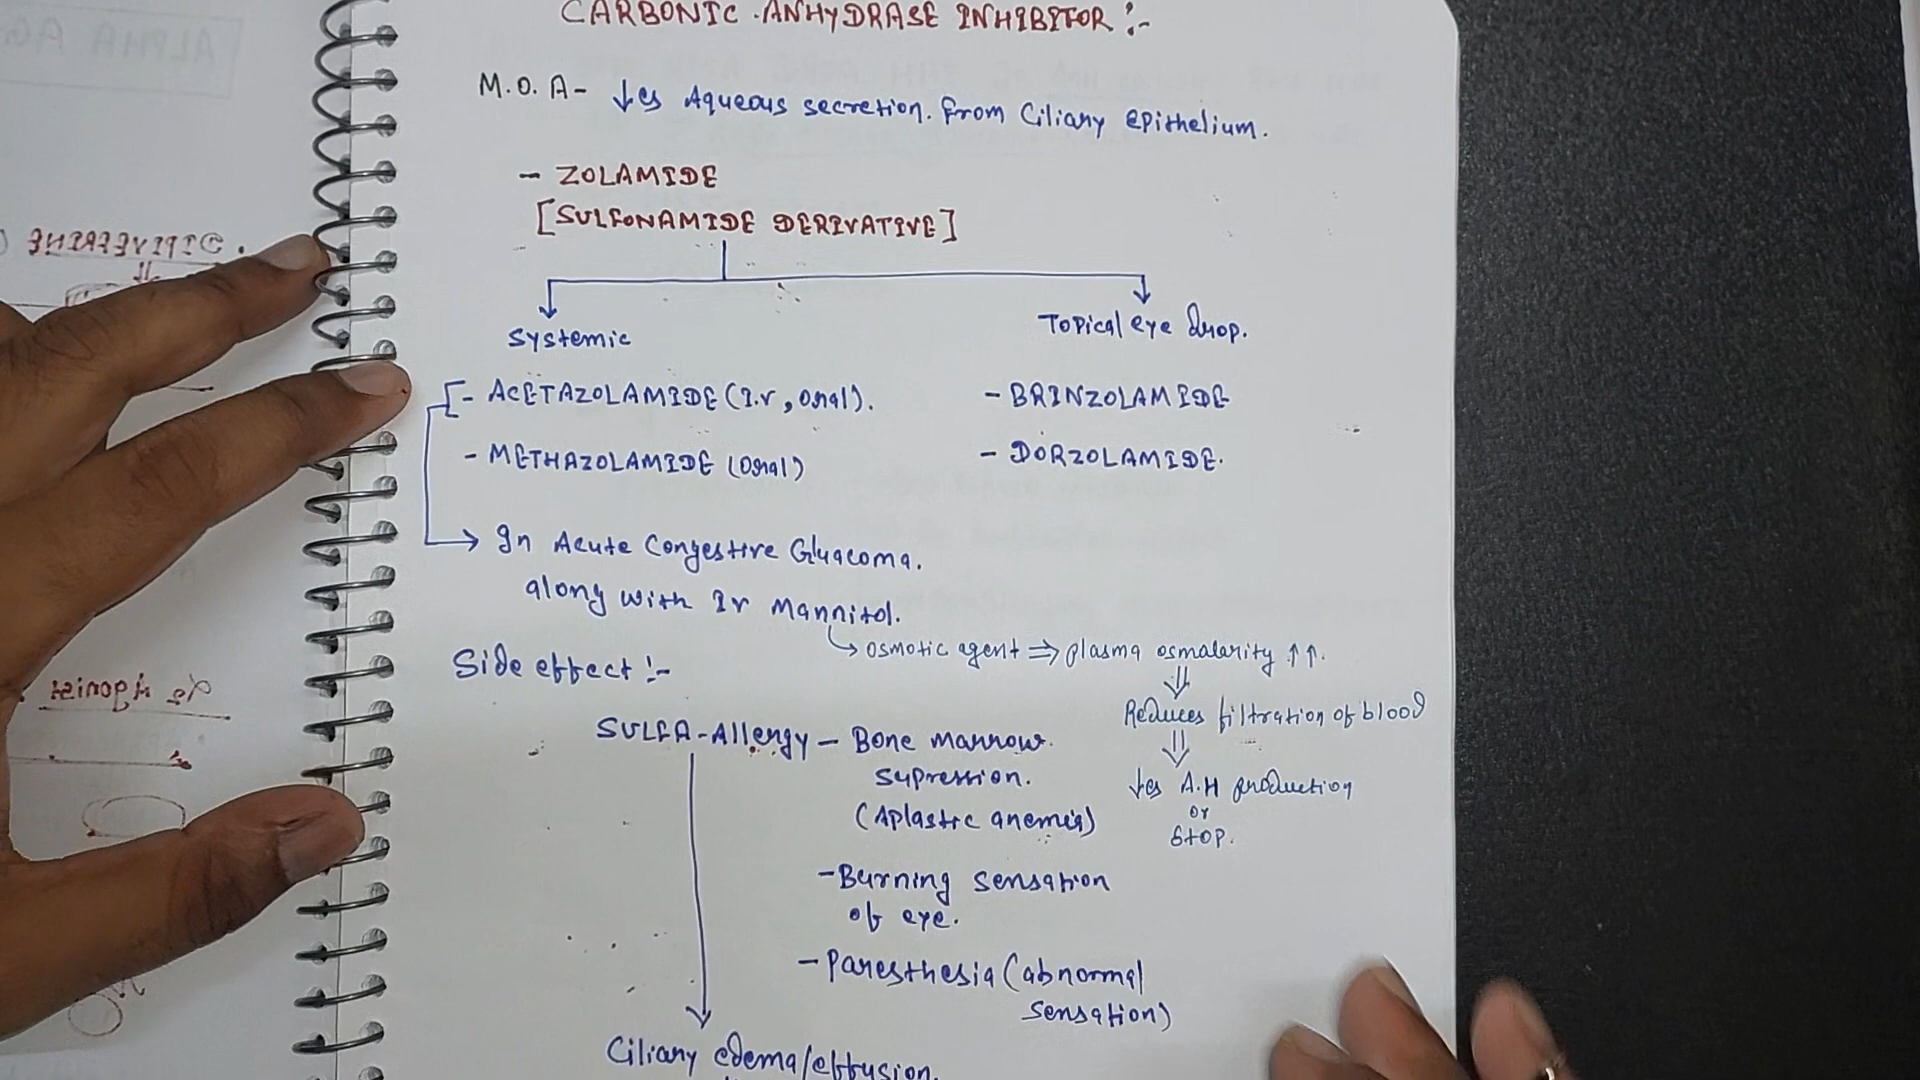 CARBONIC ANHYDRASE INHIBITOR :-
M.O.A- ↓es Aqueous secretion. From Ciliary epithelium.
- ZOLAMIDE
[SULFONAMIDE DERIVATIVE]
Systemic
Topical eye drop.
- ACETAZOLAMIDE (I.v, oral).
- BRINZOLAMIDE
- METHAZOLAMIDE (oral)
- DORZOLAMIDE.
→ In Acute Congestive Gluacoma.
along with Iv Mannitol.
↳ osmotic agent ⇒ plasma osmalarity ↑↑.
Side effect :-
⇓
Reduces filtration of blood
SULFA-Allergy - Bone marrow.
⇓
supression.
↓es A.H production
(Aplastic anemia)
or
stop.
- Burning sensation
of eye.
- Paresthesia (abnormal
sensation)
Ciliary edema/effusion.